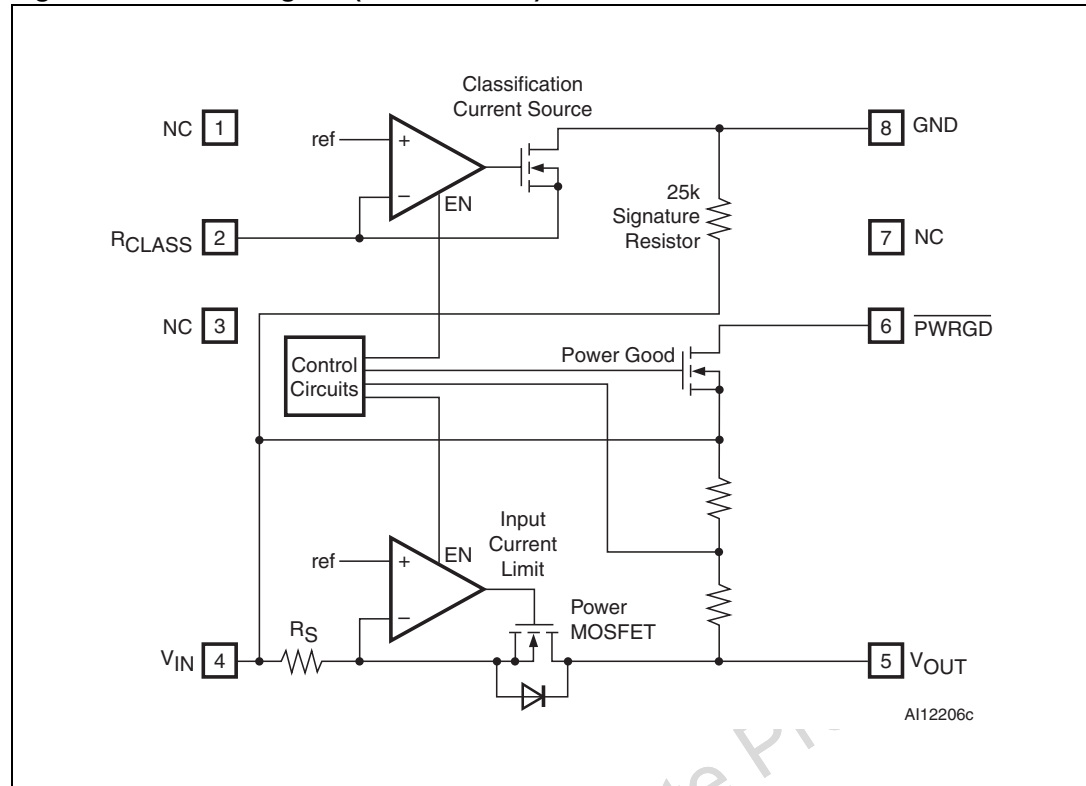 Classification
Current Source
NC 1
ref
+
8 GND
−
EN
25k
Signature
Resistor
RCLASS 2
7 NC
NC 3
6 PWRGD
Power Good
Control
Circuits
Input
Current
Limit
ref
+
EN
−
Power
MOSFET
RS
VIN 4
5 VOUT
AI12206c